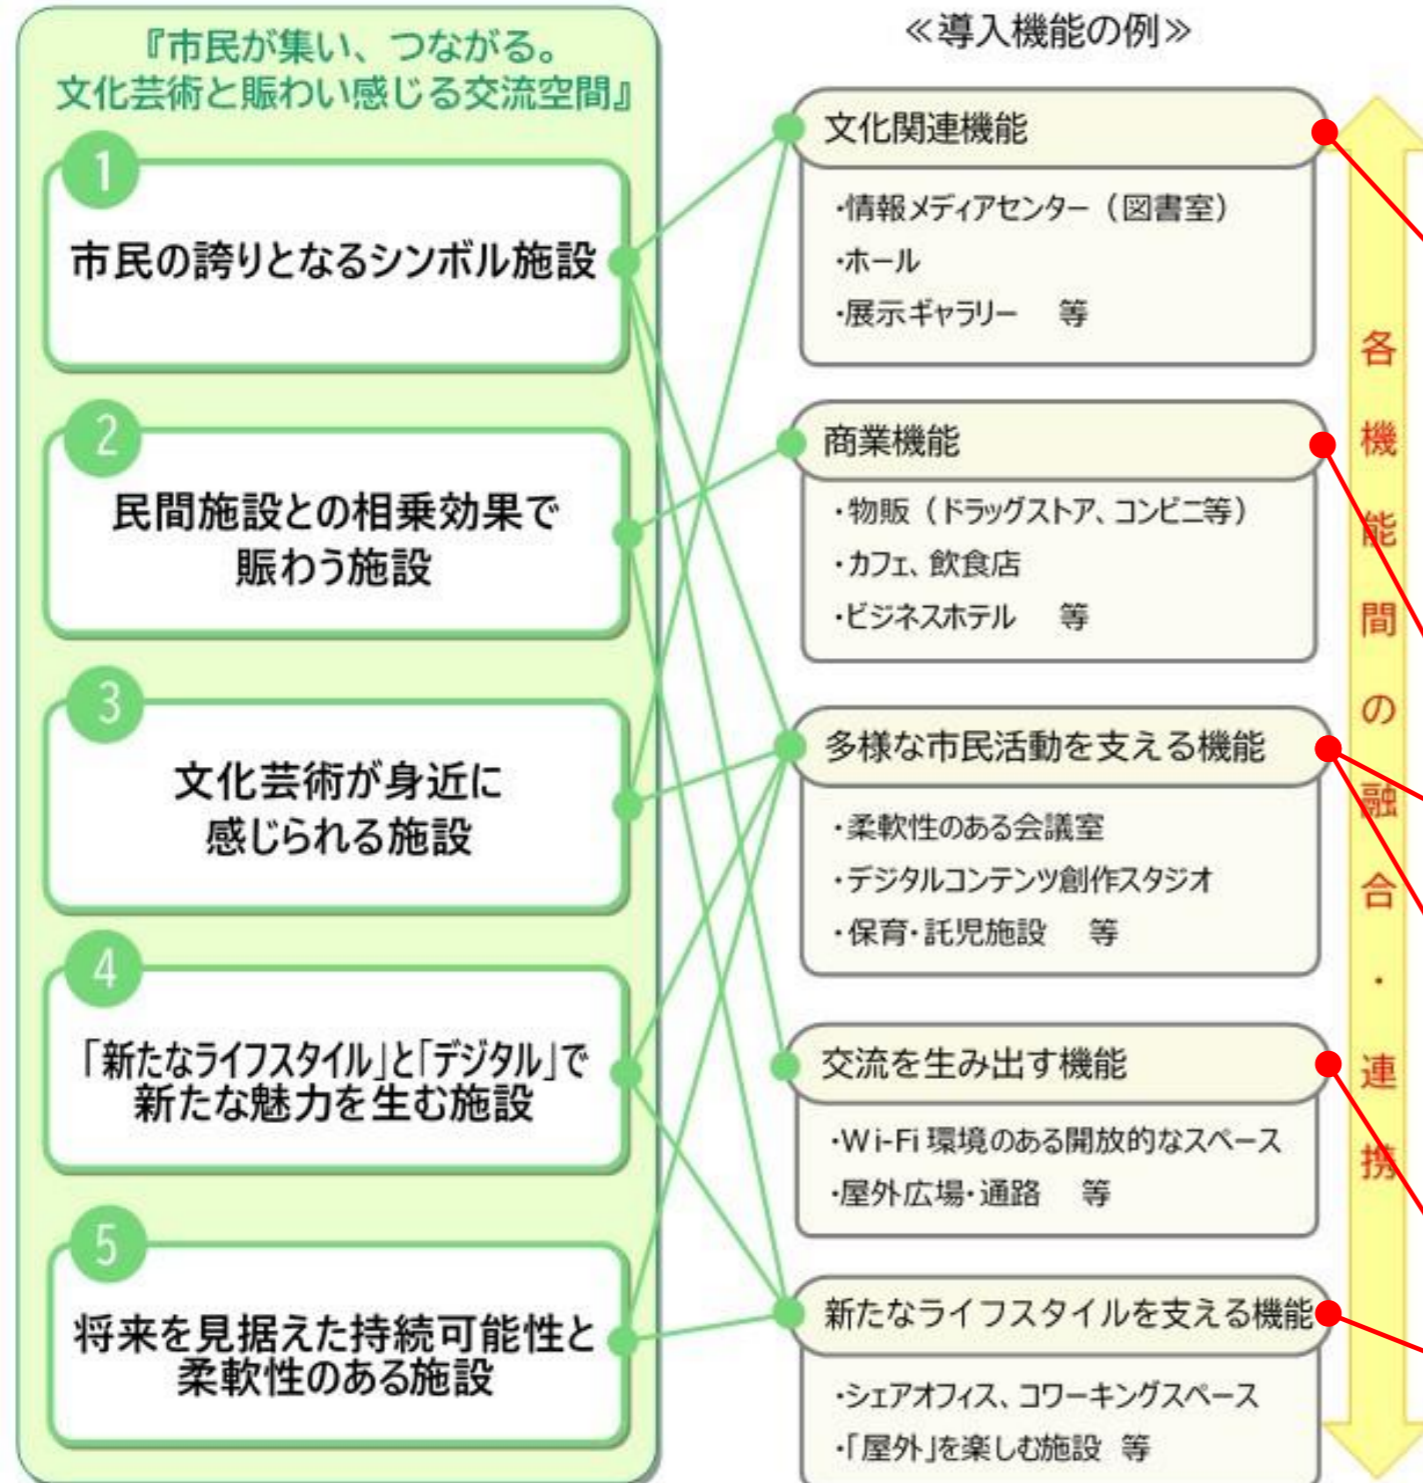 『市民が集い、つながる。
文化芸術と賑わい感じる交流空間』
1
市民の誇りとなるシンボル施設
2
民間施設との相乗効果で
賑わう施設
3
文化芸術が身近に
感じられる施設
4
「新たなライフスタイル」と「デジタル」で
新たな魅力を生む施設
5
将来を見据えた持続可能性と
柔軟性のある施設
≪導入機能の例≫
文化関連機能
・情報メディアセンター（図書室）
・ホール
・展示ギャラリー　等
商業機能
・物販（ドラッグストア、コンビニ等）
・カフェ、飲食店
・ビジネスホテル　等
多様な市民活動を支える機能
・柔軟性のある会議室
・デジタルコンテンツ創作スタジオ
・保育・託児施設　等
交流を生み出す機能
・Wi-Fi 環境のある開放的なスペース
・屋外広場・通路　等
新たなライフスタイルを支える機能
・シェアオフィス、コワーキングスペース
・「屋外」を楽しむ施設 等
各機能間の融合・連携